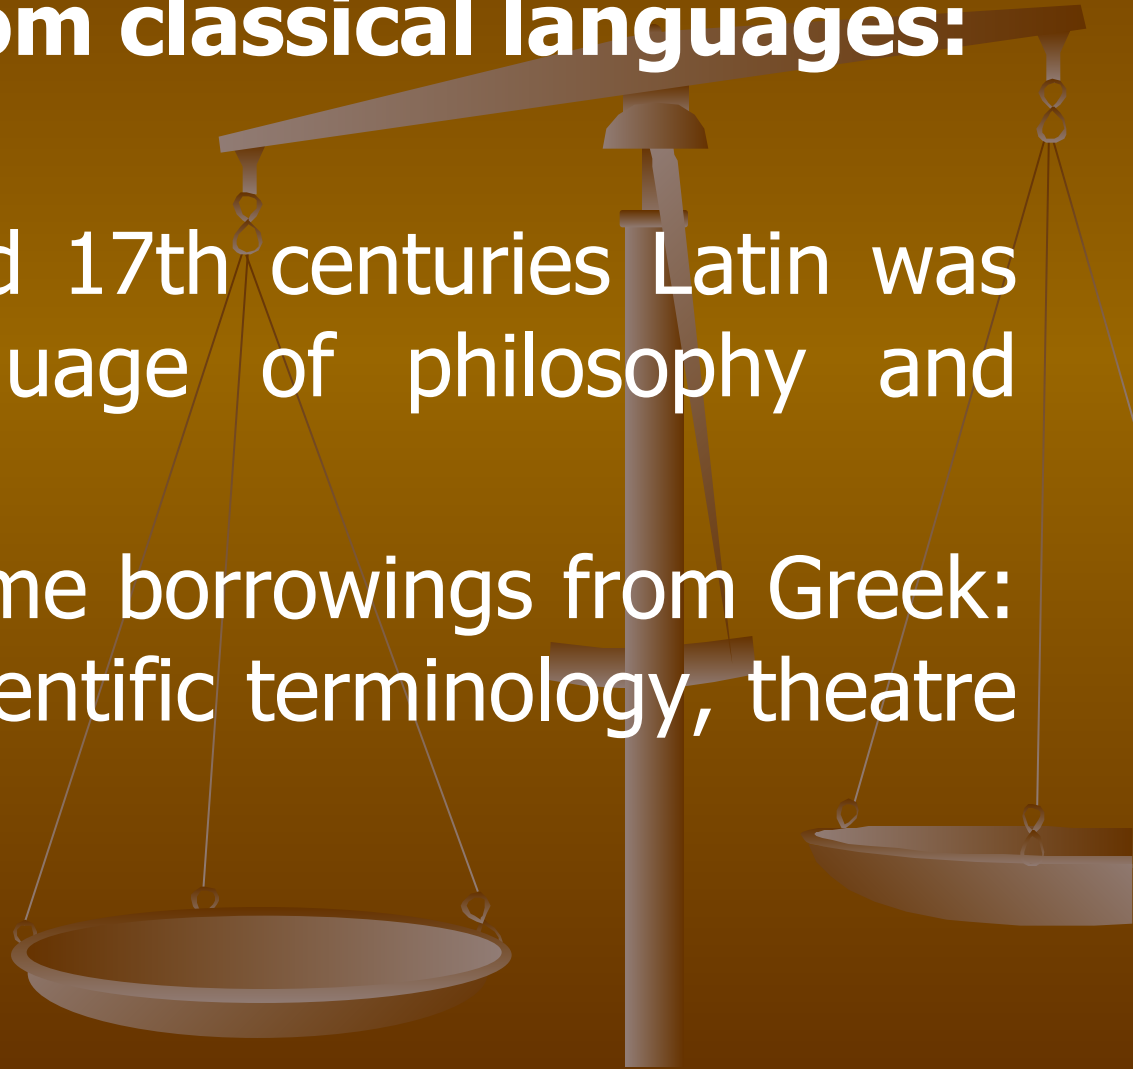 om classical languages:
d 17th centuries Latin was
uage of philosophy and
me borrowings from Greek:
entific terminology, theatre